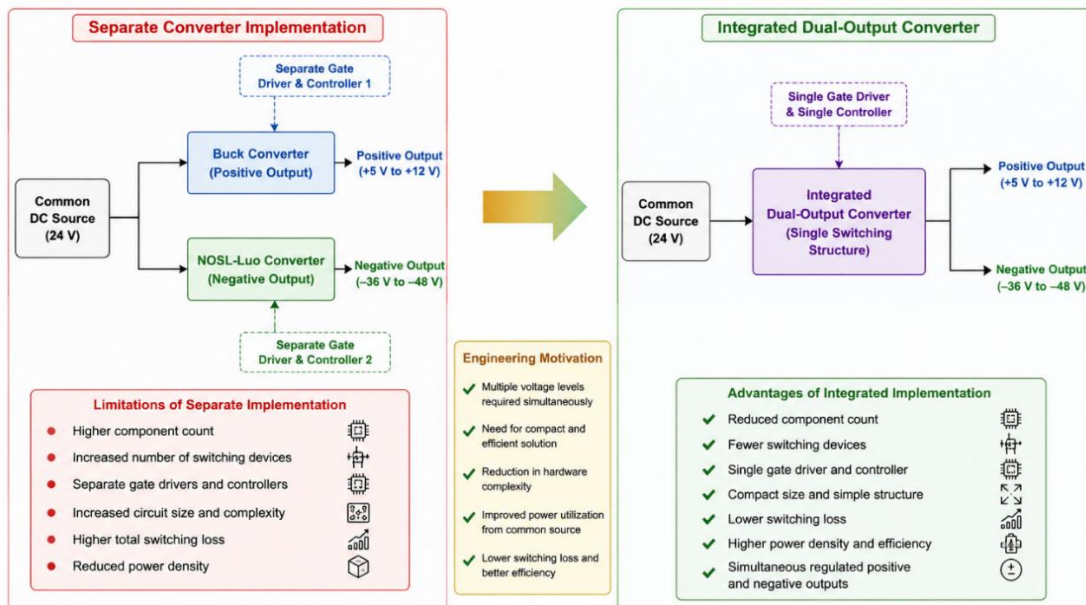 Separate Converter Implementation
Separate Gate
Driver & Controller 1
Buck Converter
(Positive Output)
Positive Output
(+5 V to +12 V)
Common
DC Source
(24 V)
NOSL-Luo Converter
(Negative Output)
Negative Output
(–36 V to –48 V)
Separate Gate
Driver & Controller 2
Limitations of Separate Implementation
Higher component count
Increased number of switching devices
Separate gate drivers and controllers
Increased circuit size and complexity
Higher total switching loss
Reduced power density
Engineering Motivation
Multiple voltage levels
required simultaneously
Need for compact and
efficient solution
Reduction in hardware
complexity
Improved power utilization
from common source
Lower switching loss and
better efficiency
Integrated Dual-Output Converter
Single Gate Driver
& Single Controller
Common
DC Source
(24 V)
Integrated
Dual-Output Converter
(Single Switching
Structure)
Positive Output
(+5 V to +12 V)
Negative Output
(–36 V to –48 V)
Advantages of Integrated Implementation
Reduced component count
Fewer switching devices
Single gate driver and controller
Compact size and simple structure
Lower switching loss
Higher power density and efficiency
Simultaneous regulated positive
and negative outputs